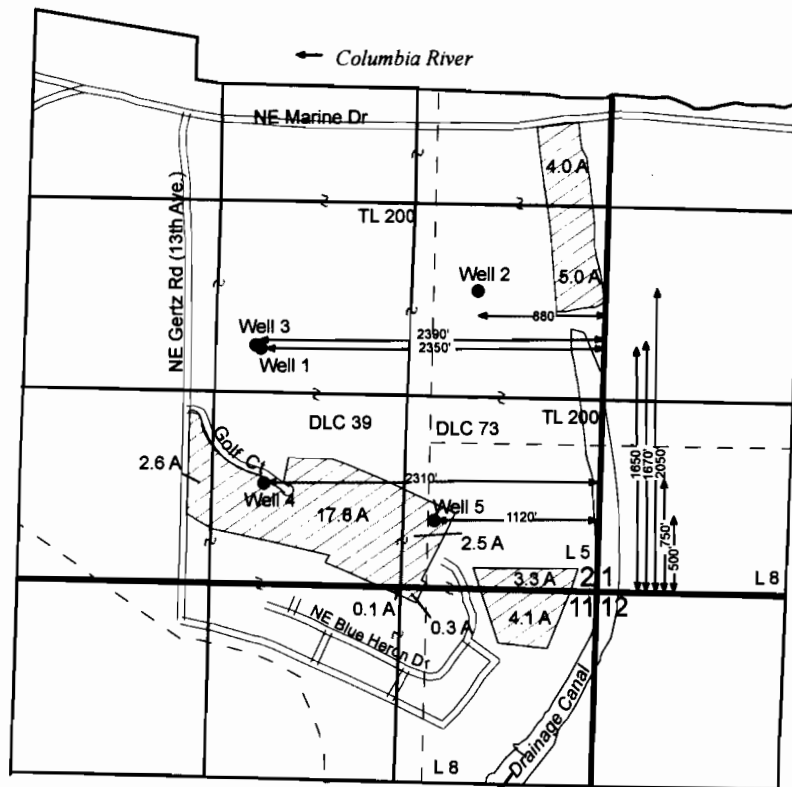 ← Columbia River
NE Marine Dr
NE Gertz Rd (13th Ave.)
4.0 A
TL 200
Well 2
5.0 A
680'
Well 3
2390'
2350'
Well 1
DLC 39
DLC 73
TL 200
Golf Ct
2.6 A
2310'
Well 4
17.8 A
Well 5
1120'
2.5 A
1650'
1670'
2050'
750'
500'
L 5
L 8
3.3 A
2 1
11 12
0.1 A
0.3 A
4.1 A
NE Blue Heron Dr
Drainage Canal
L 8